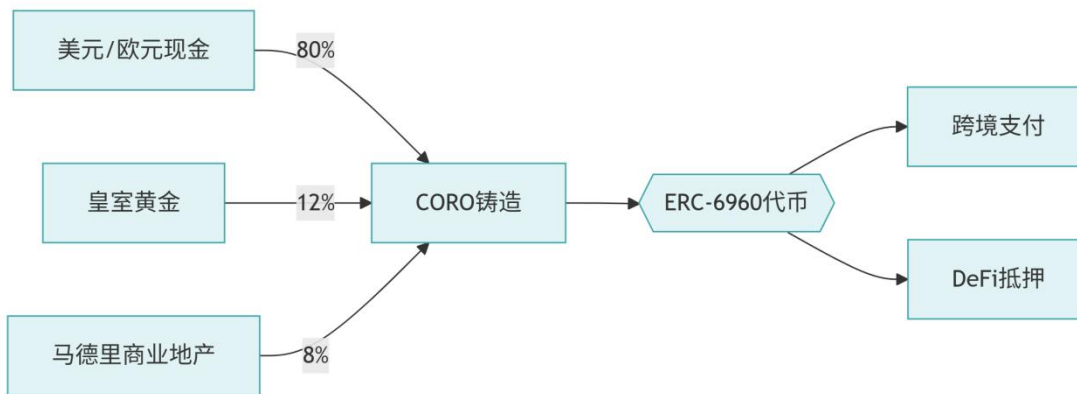 美元/欧元现金
80%
皇室黄金
12%
马德里商业地产
8%
CORO铸造
ERC-6960代币
跨境支付
DeFi抵押